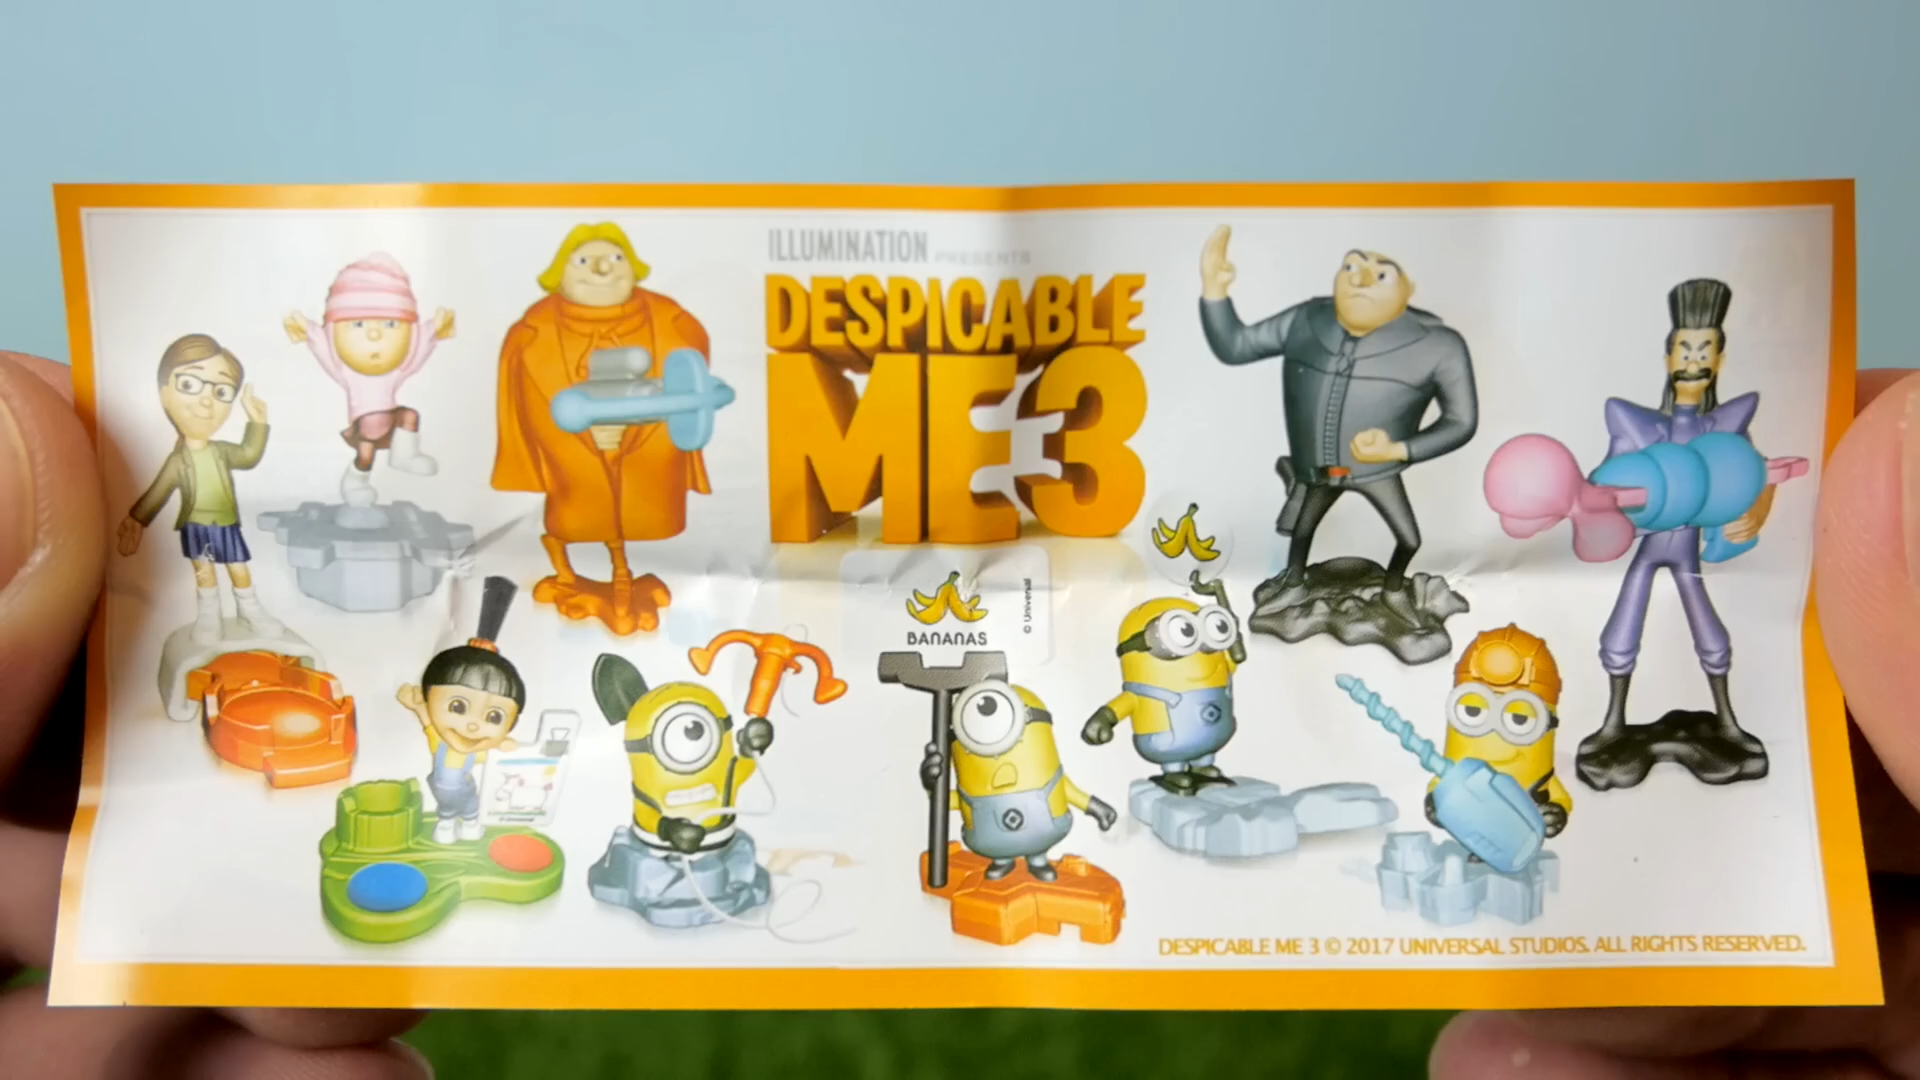 ILLUMINATION PRESENTS
DESPICABLE
ME3
BANANAS
© Universal
DESPICABLE ME 3 © 2017 UNIVERSAL STUDIOS. ALL RIGHTS RESERVED.